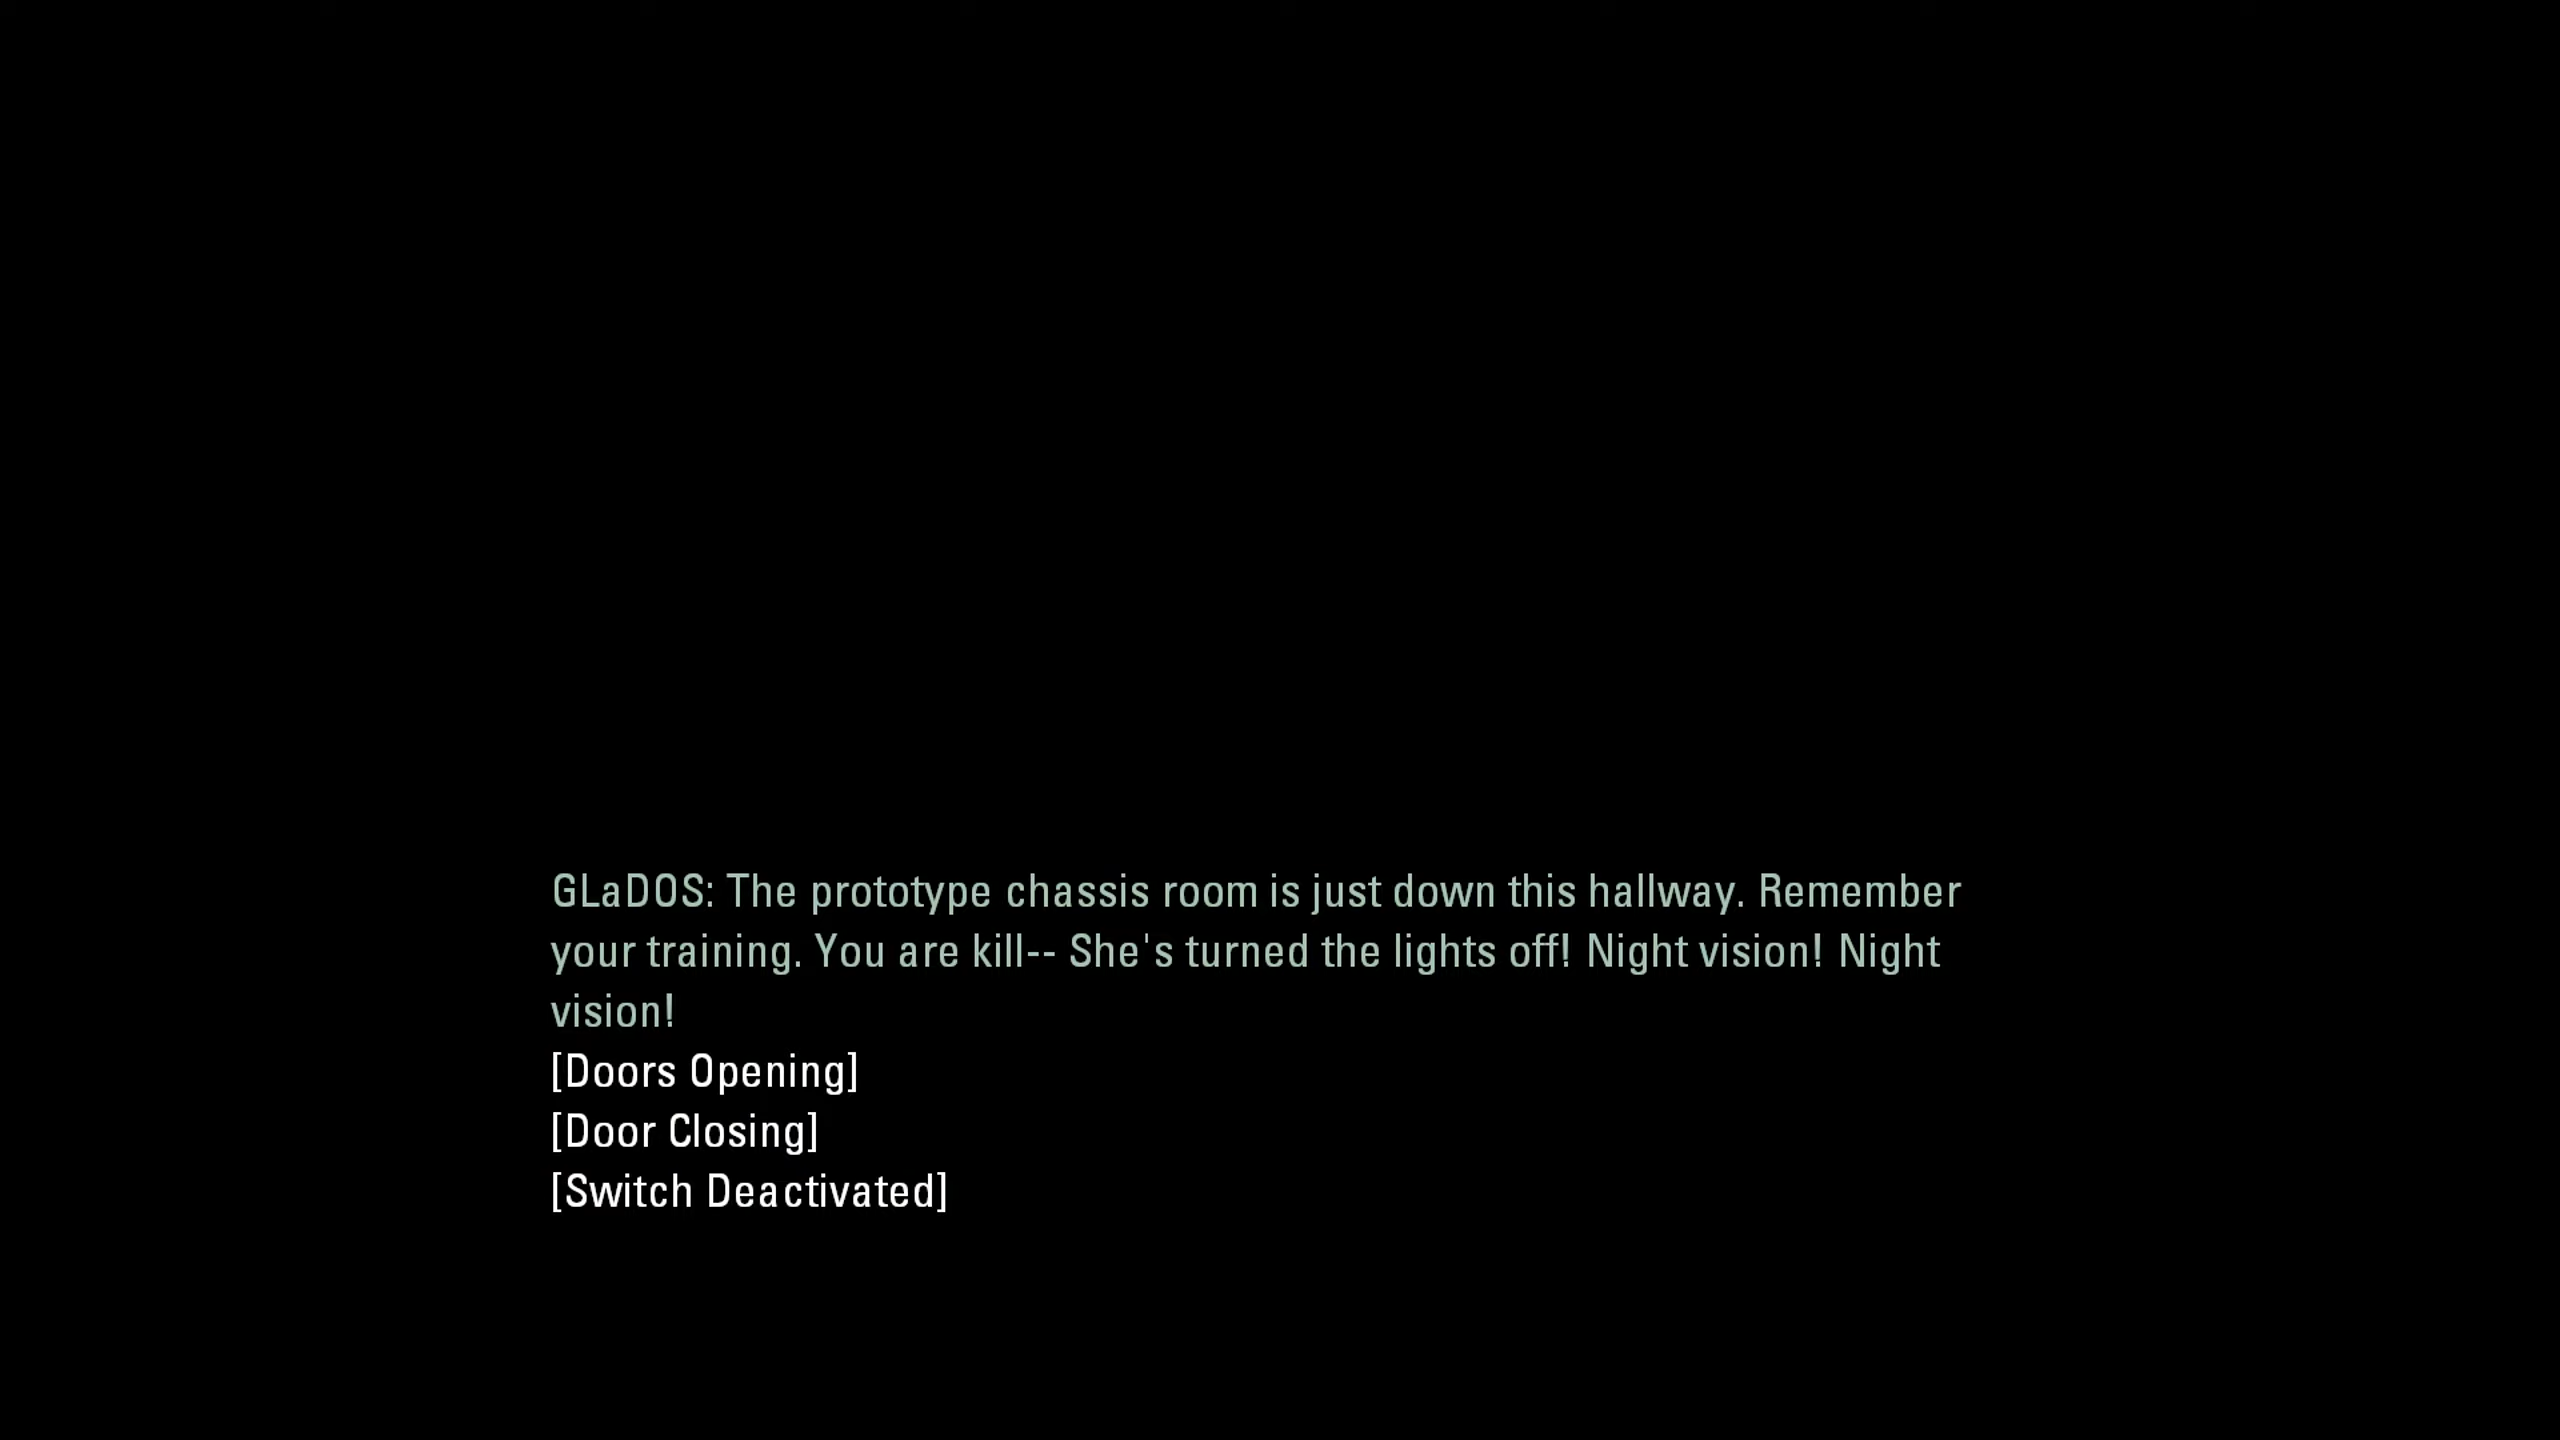 GLaDOS: The prototype chassis room is just down this hallway. Remember
your training. You are kill-- She's turned the lights off! Night vision! Night
vision!
[Doors Opening]
[Door Closing]
[Switch Deactivated]